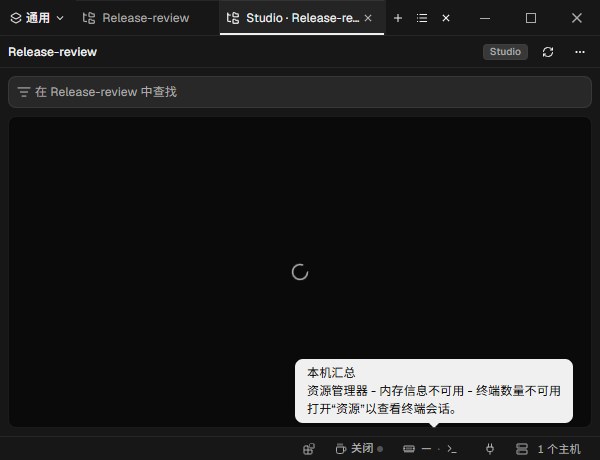 通用
Release-review
Studio · Release-re...
Release-review
Studio
在 Release-review 中查找
本机汇总
资源管理器 - 内存信息不可用 - 终端数量不可用
打开“资源”以查看终端会话。
关闭
1 个主机